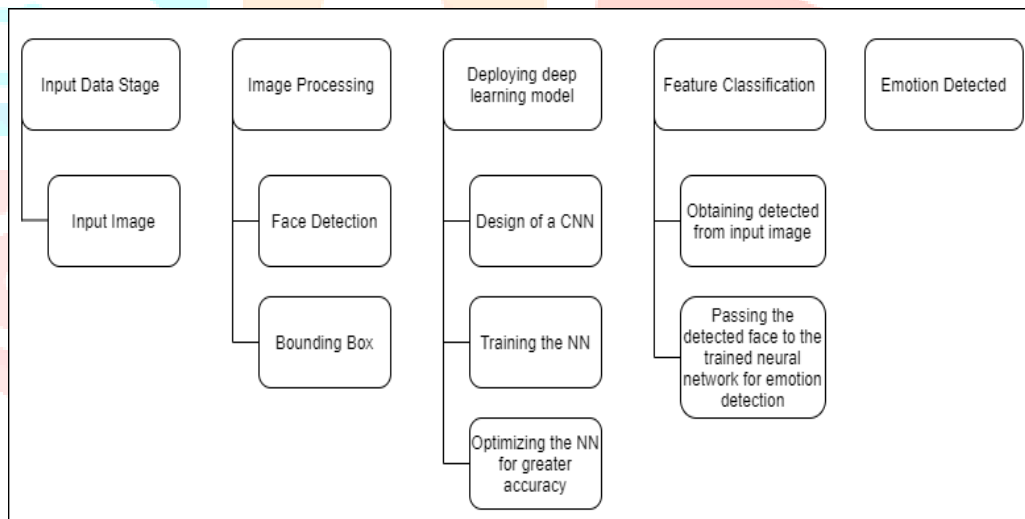 Input Data Stage
Input Image
Image Processing
Face Detection
Bounding Box
Deploying deep
learning model
Design of a CNN
Training the NN
Optimizing the NN
for greater
accuracy
Feature Classification
Obtaining detected
from input image
Passing the
detected face to the
trained neural
network for emotion
detection
Emotion Detected